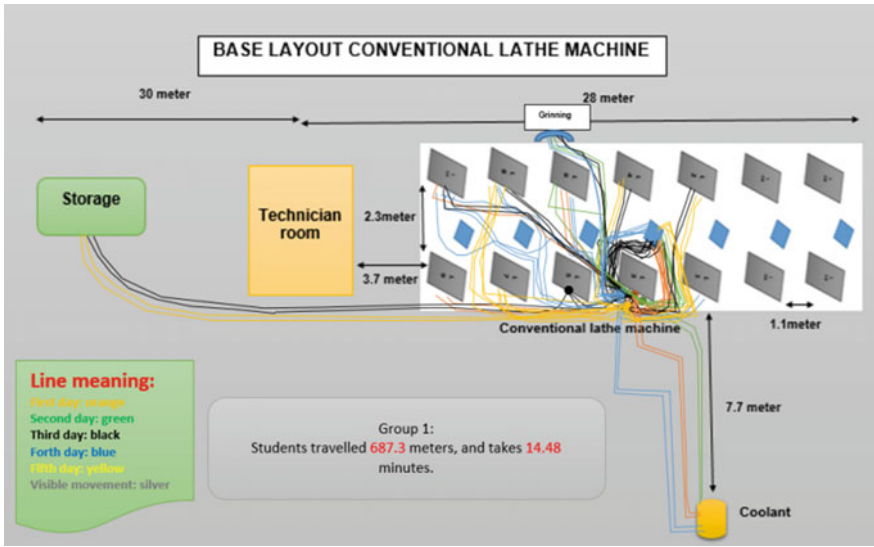 BASE LAYOUT CONVENTIONAL LATHE MACHINE
30 meter
28 meter
Grinning
Storage
Technician
room
2.3meter
3.7 meter
Conventional lathe machine
1.1meter
7.7 meter
Line meaning:
First day: orange
Second day: green
Third day: black
Forth day: blue
Fifth day: yellow
Visible movement: silver
Group 1:
Students travelled 687.3 meters, and takes 14.48
minutes.
Coolant